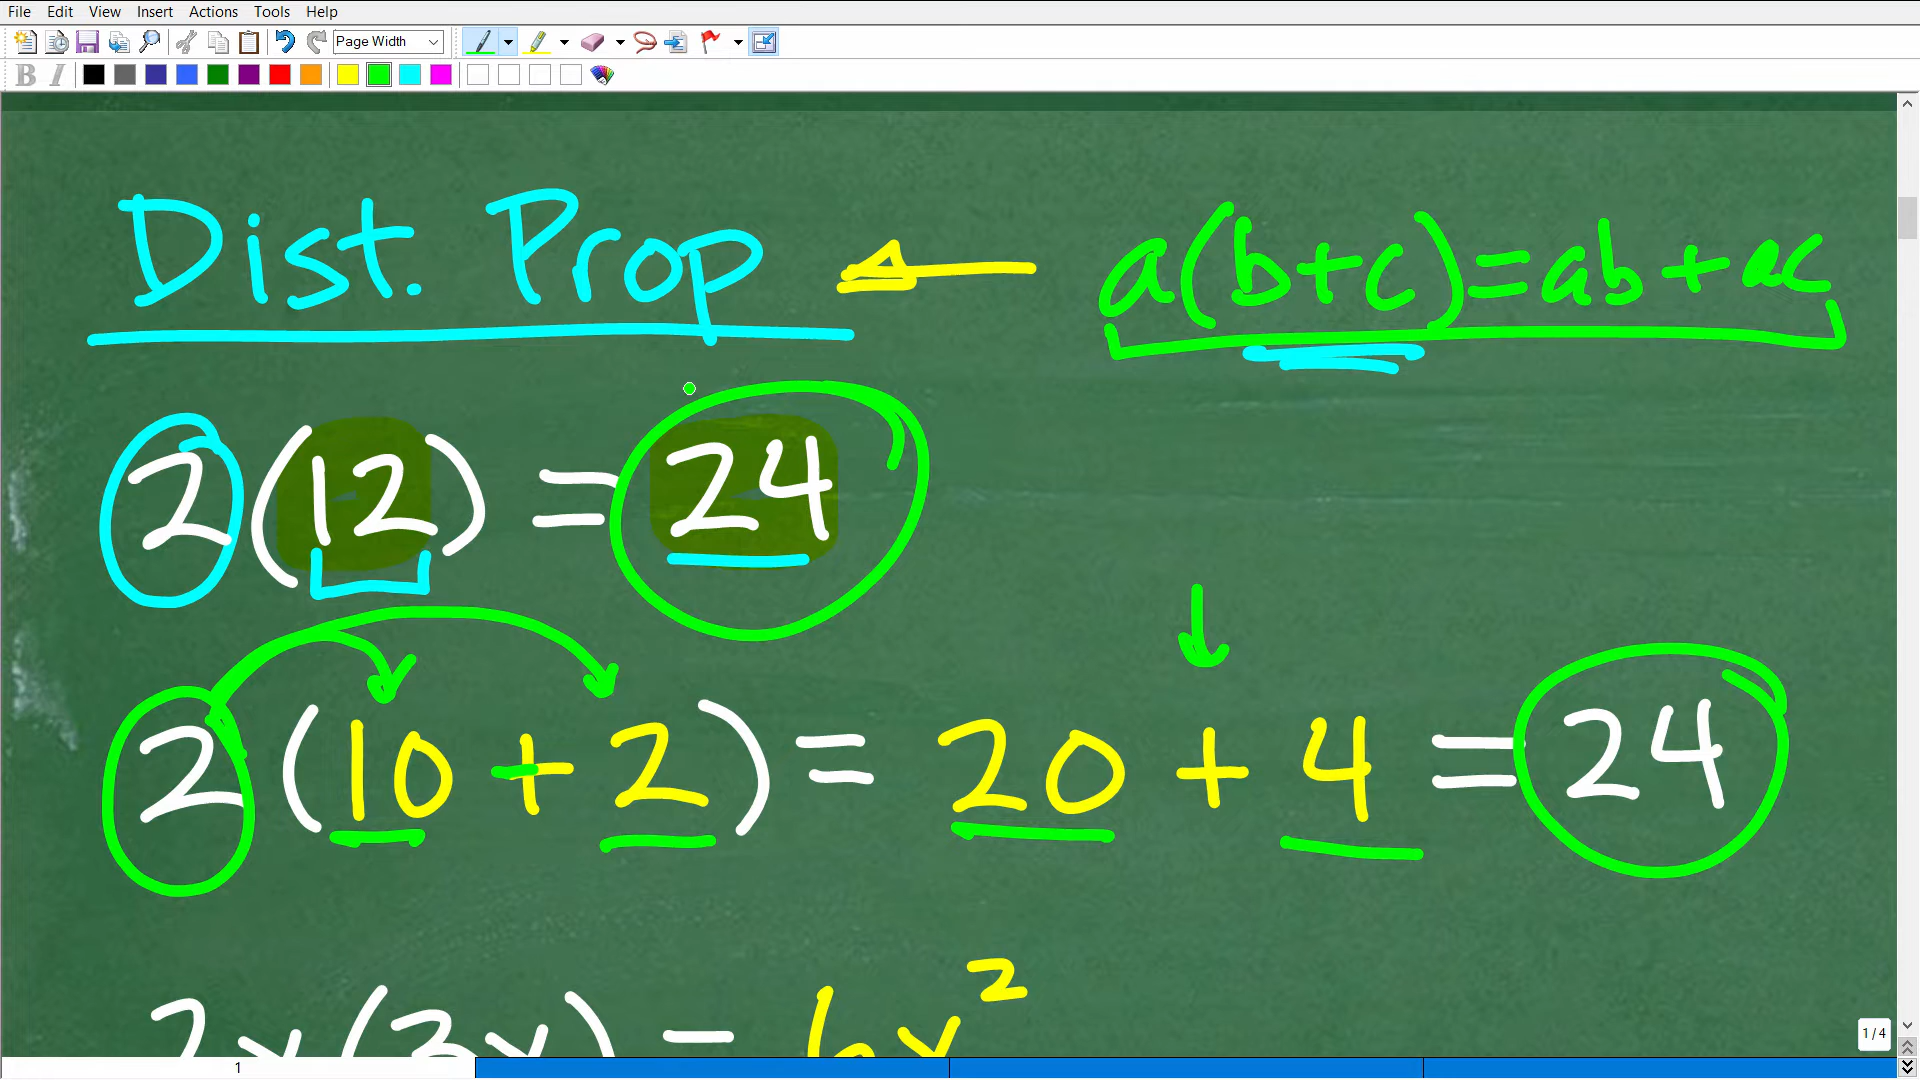 File Edit View Insert Actions Tools Help
Page Width
B I
Dist. Prop
a(b+c)=ab+ac
2(12) = 24
2(10+2) = 20 + 4 = 24
1/4
1